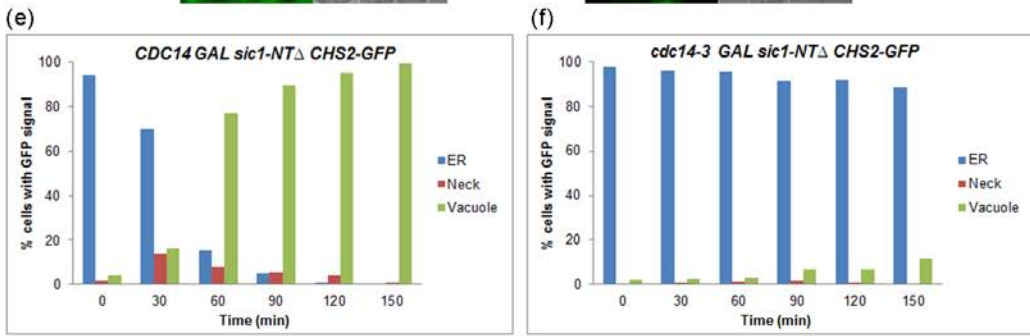 (e)
CDC14 GAL sic1-NTΔ CHS2-GFP
% cells with GFP signal
100
80
60
40
20
0
0 30 60 90 120 150
Time (min)
ER
Neck
Vacuole
(f)
cdc14-3 GAL sic1-NTΔ CHS2-GFP
% cells with GFP signal
100
80
60
40
20
0
0 30 60 90 120 150
Time (min)
ER
Neck
Vacuole